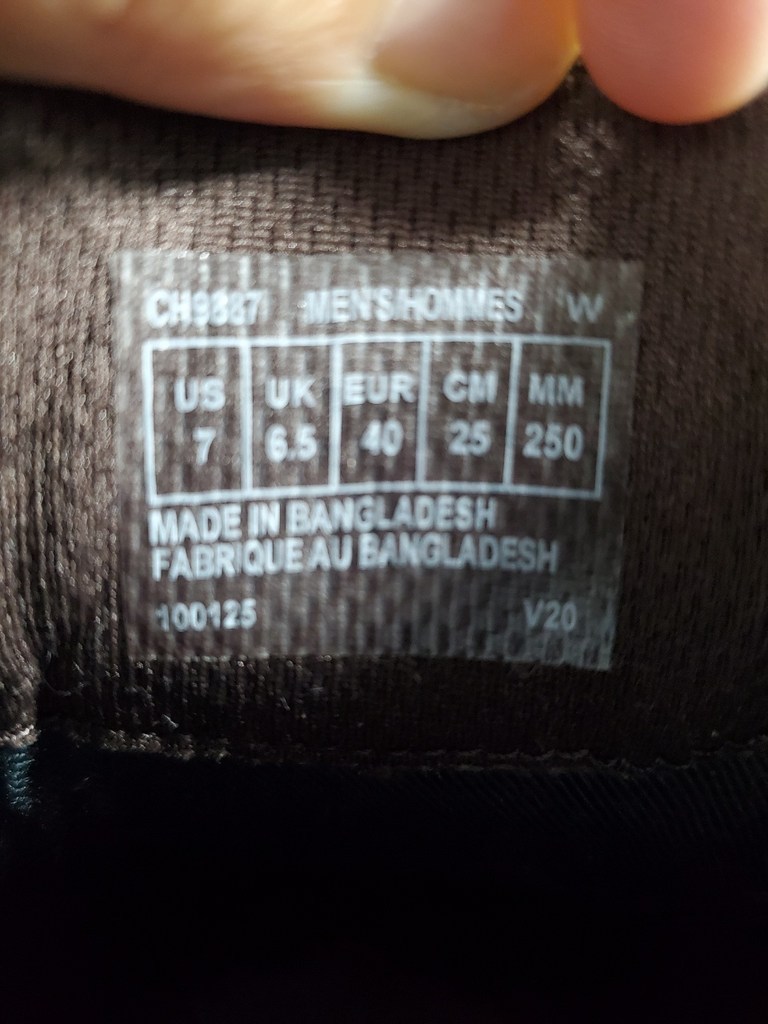 CH9887 MEN'S/HOMMES W
US UK EUR CM MM
7 6.5 40 25 250
MADE IN BANGLADESH
FABRIQUE AU BANGLADESH
100125 V20